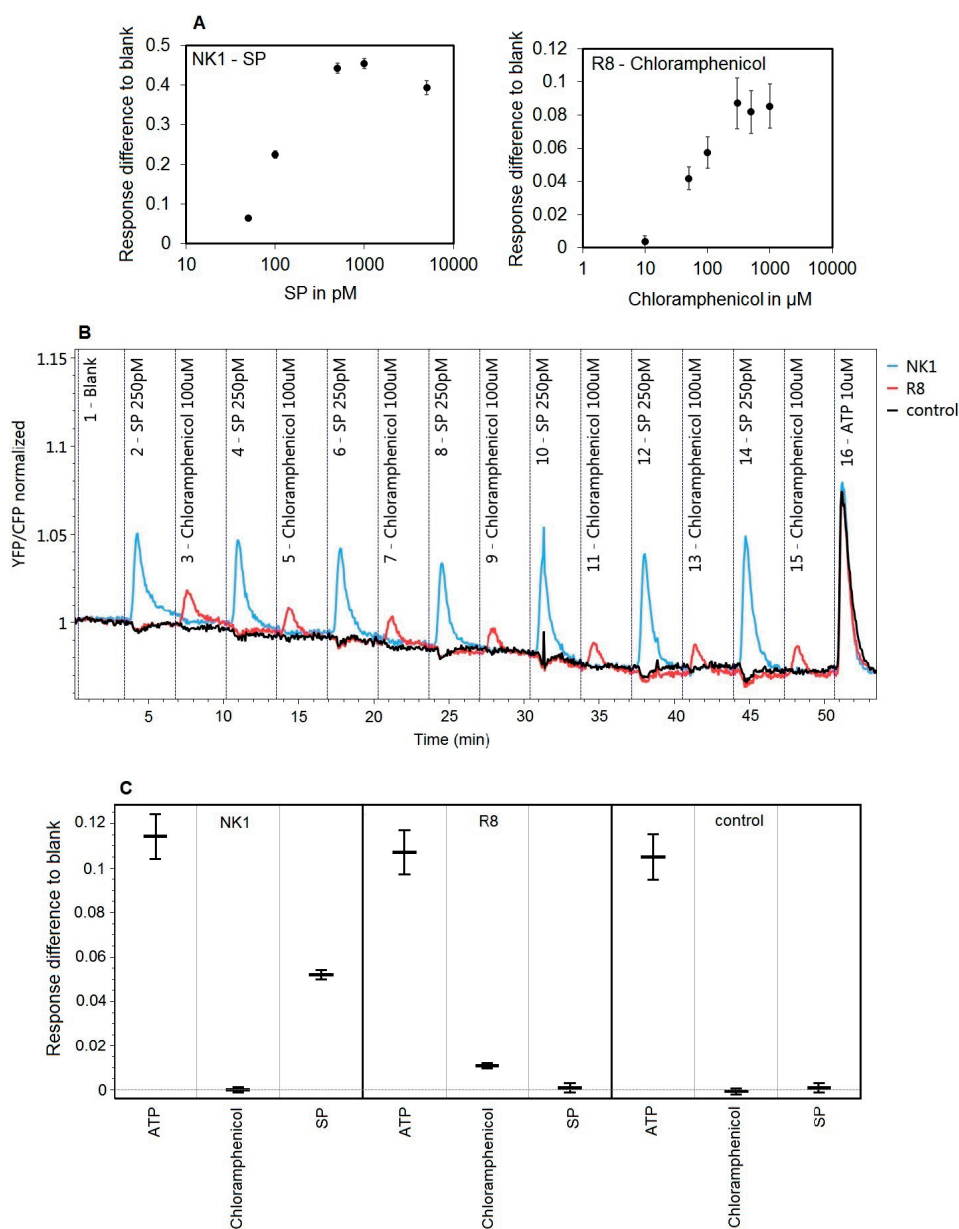 A
NK1 - SP
Response difference to blank
0.5
0.4
0.3
0.2
0.1
0
10
100
1000
10000
SP in pM
R8 - Chloramphenicol
Response difference to blank
0.12
0.1
0.08
0.06
0.04
0.02
0
1
10
100
1000
10000
Chloramphenicol in µM
B
YFP/CFP normalized
1.15
1.1
1.05
1
1 - Blank
2 - SP 250pM
3 - Chloramphenicol 100uM
4 - SP 250pM
5 - Chloramphenicol 100uM
6 - SP 250pM
7 - Chloramphenicol 100uM
8 - SP 250pM
9 - Chloramphenicol 100uM
10 - SP 250pM
11 - Chloramphenicol 100uM
12 - SP 250pM
13 - Chloramphenicol 100uM
14 - SP 250pM
15 - Chloramphenicol 100uM
16 - ATP 10uM
NK1
R8
control
5
10
15
20
25
30
35
40
45
50
Time (min)
C
Response difference to blank
0.12
0.1
0.08
0.06
0.04
0.02
0
NK1
R8
control
ATP
Chloramphenicol
SP
ATP
Chloramphenicol
SP
ATP
Chloramphenicol
SP